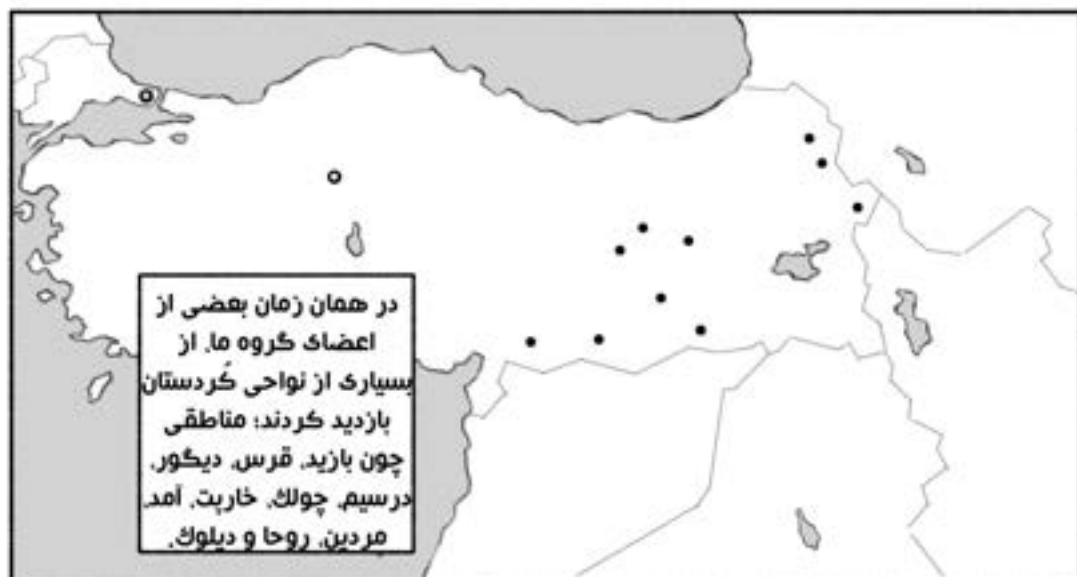 در همان زمان بعضی از
اعضای گروه ما، از
بسیاری از نواحی کُردستان
بازدید کردند؛ مناطقی
چون بازید، قرس، دیگور،
درسیم، چولك، خارپت، آمد،
مِردین، روحا و دیلوك.